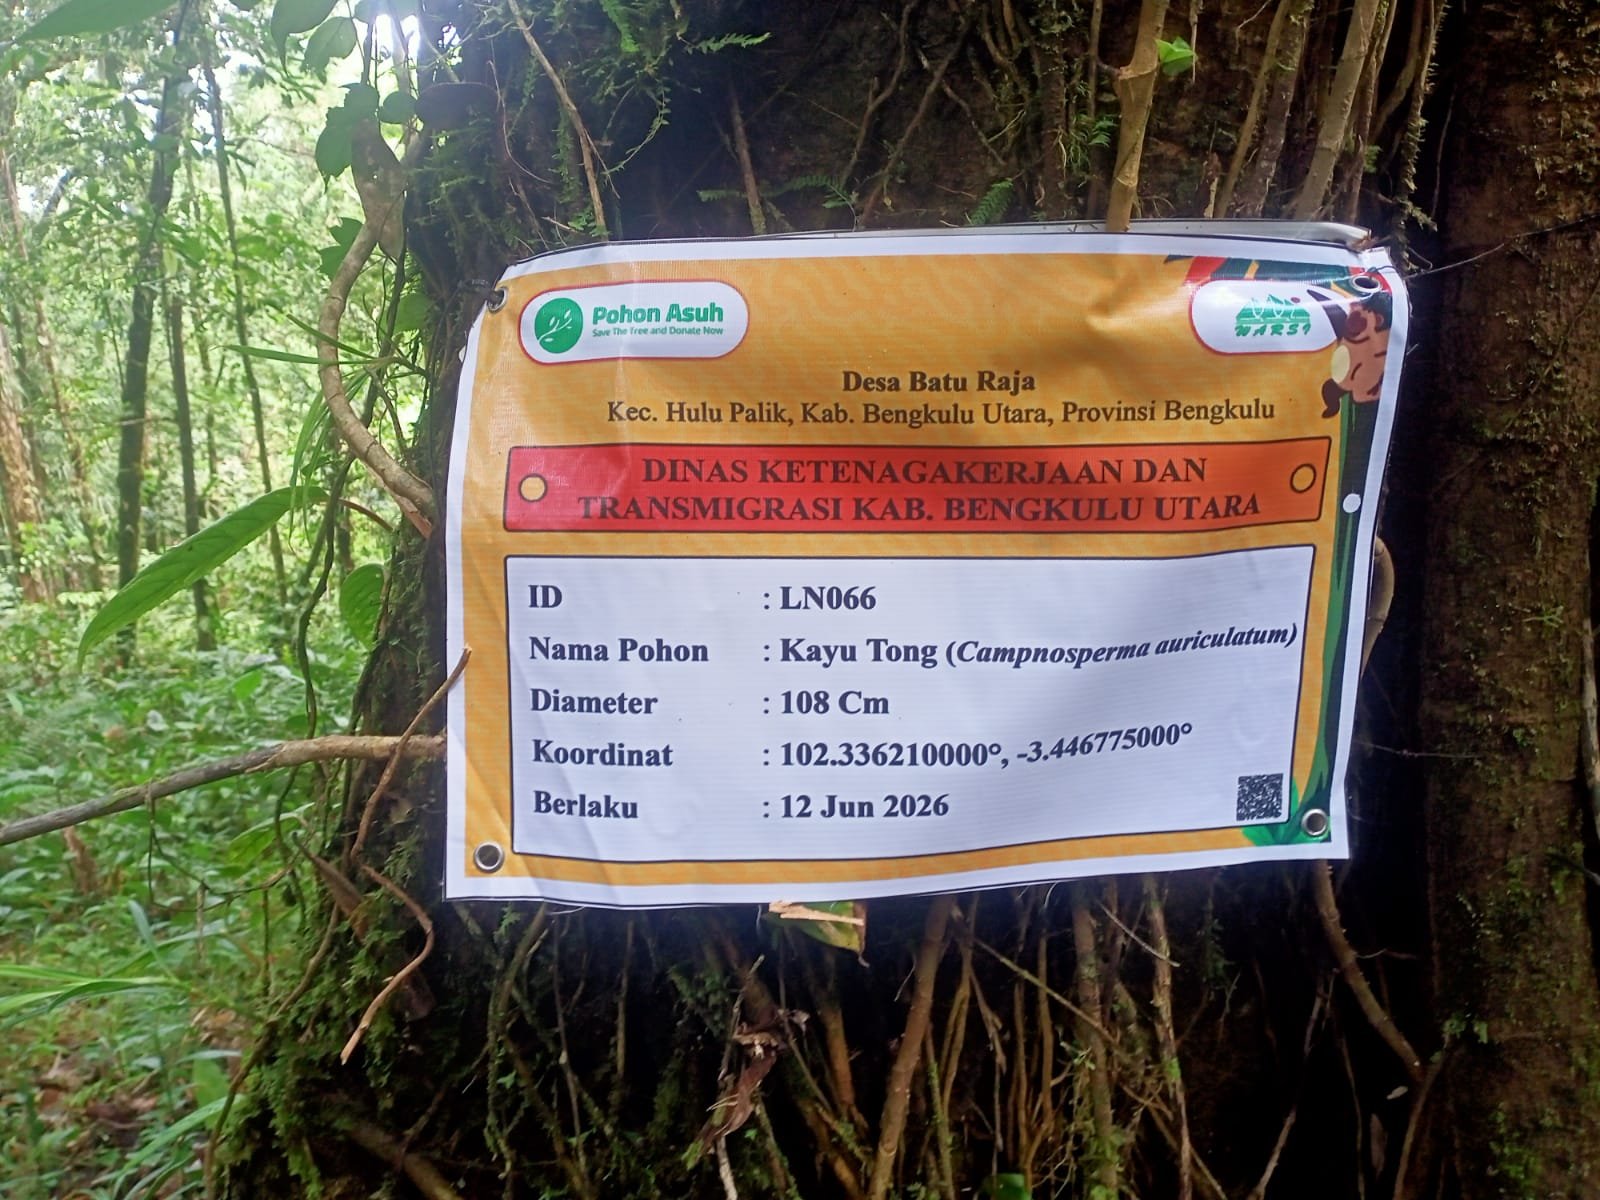 Pohon Asuh
Save The Tree and Donate Now
WARSI
Desa Batu Raja
Kec. Hulu Palik, Kab. Bengkulu Utara, Provinsi Bengkulu
DINAS KETENAGAKERJAAN DAN
TRANSMIGRASI KAB. BENGKULU UTARA
ID : LN066
Nama Pohon : Kayu Tong (Campnosperma auriculatum)
Diameter : 108 Cm
Koordinat : 102.336210000°, -3.446775000°
Berlaku : 12 Jun 2026